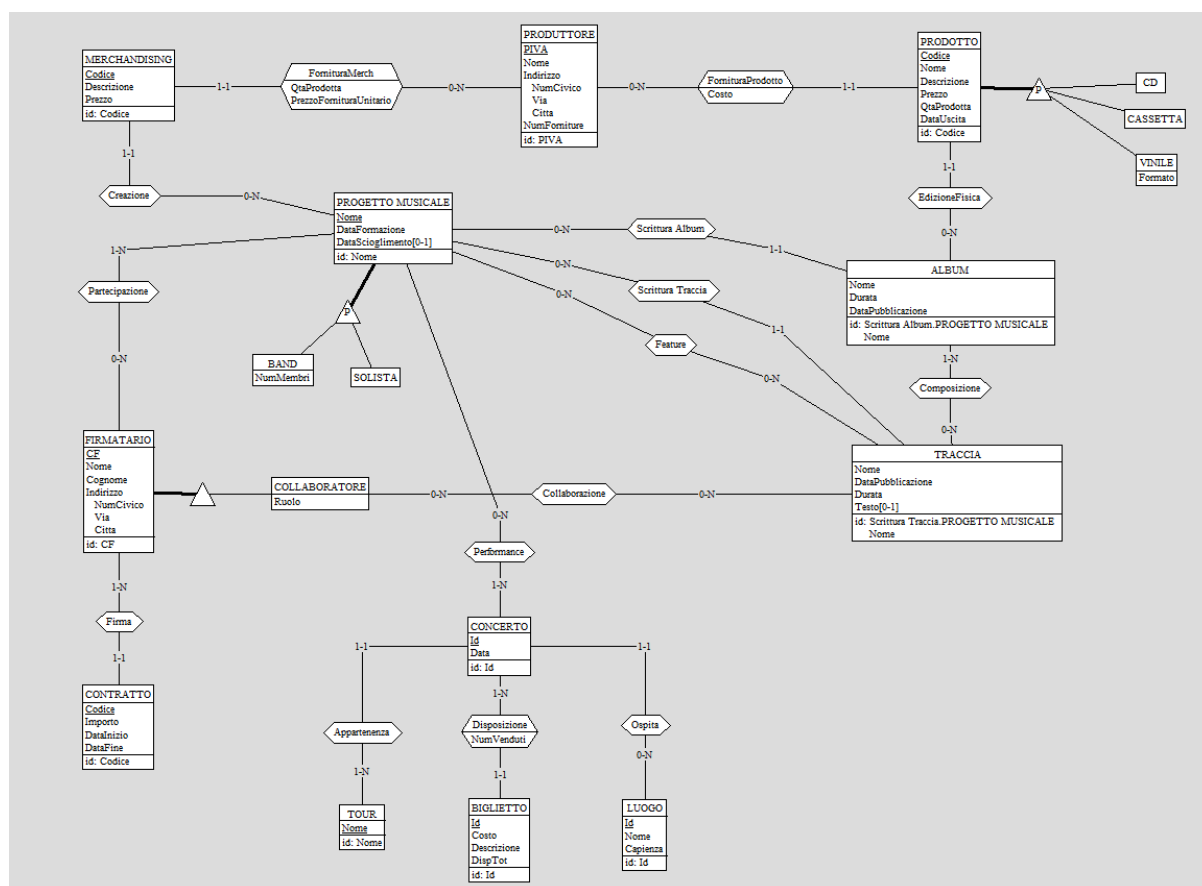 PRODUTTORE
PIVA
Nome
Indirizzo
NumCivico
Via
Citta
NumForniture
id: PIVA
PRODOTTO
Codice
Nome
Descrizione
Prezzo
QtaProdotta
DataUscita
id: Codice
MERCHANDISING
Codice
Descrizione
Prezzo
id: Codice
1-1
FornituraMerch
QtaProdotta
PrezzoFornituraUnitario
0-N
0-N
FornituraProdotto
Costo
1-1
P
CD
CASSETTA
VINILE
Formato
1-1
Creazione
0-N
1-1
EdizioneFisica
0-N
PROGETTO MUSICALE
Nome
DataFormazione
DataScioglimento[0-1]
id: Nome
0-N
Scrittura Album
1-1
0-N
Scrittura Traccia
1-1
0-N
Feature
0-N
1-N
Partecipazione
0-N
P
BAND
NumMembri
SOLISTA
ALBUM
Nome
Durata
DataPubblicazione
id: Scrittura Album.PROGETTO MUSICALE
Nome
1-N
Composizione
0-N
FIRMATARIO
CF
Nome
Cognome
Indirizzo
NumCivico
Via
Citta
id: CF
COLLABORATORE
Ruolo
0-N
Collaborazione
0-N
TRACCIA
Nome
DataPubblicazione
Durata
Testo[0-1]
id: Scrittura Traccia.PROGETTO MUSICALE
Nome
0-N
Performance
1-N
1-N
Firma
1-1
CONTRATTO
Codice
Importo
DataInizio
DataFine
id: Codice
CONCERTO
Id
Data
id: Id
1-1
Appartenenza
1-N
1-N
Disposizione
NumVenduti
1-1
1-1
Ospita
0-N
TOUR
Nome
id: Nome
BIGLIETTO
Id
Costo
Descrizione
DispTot
id: Id
LUOGO
Id
Nome
Capienza
id: Id